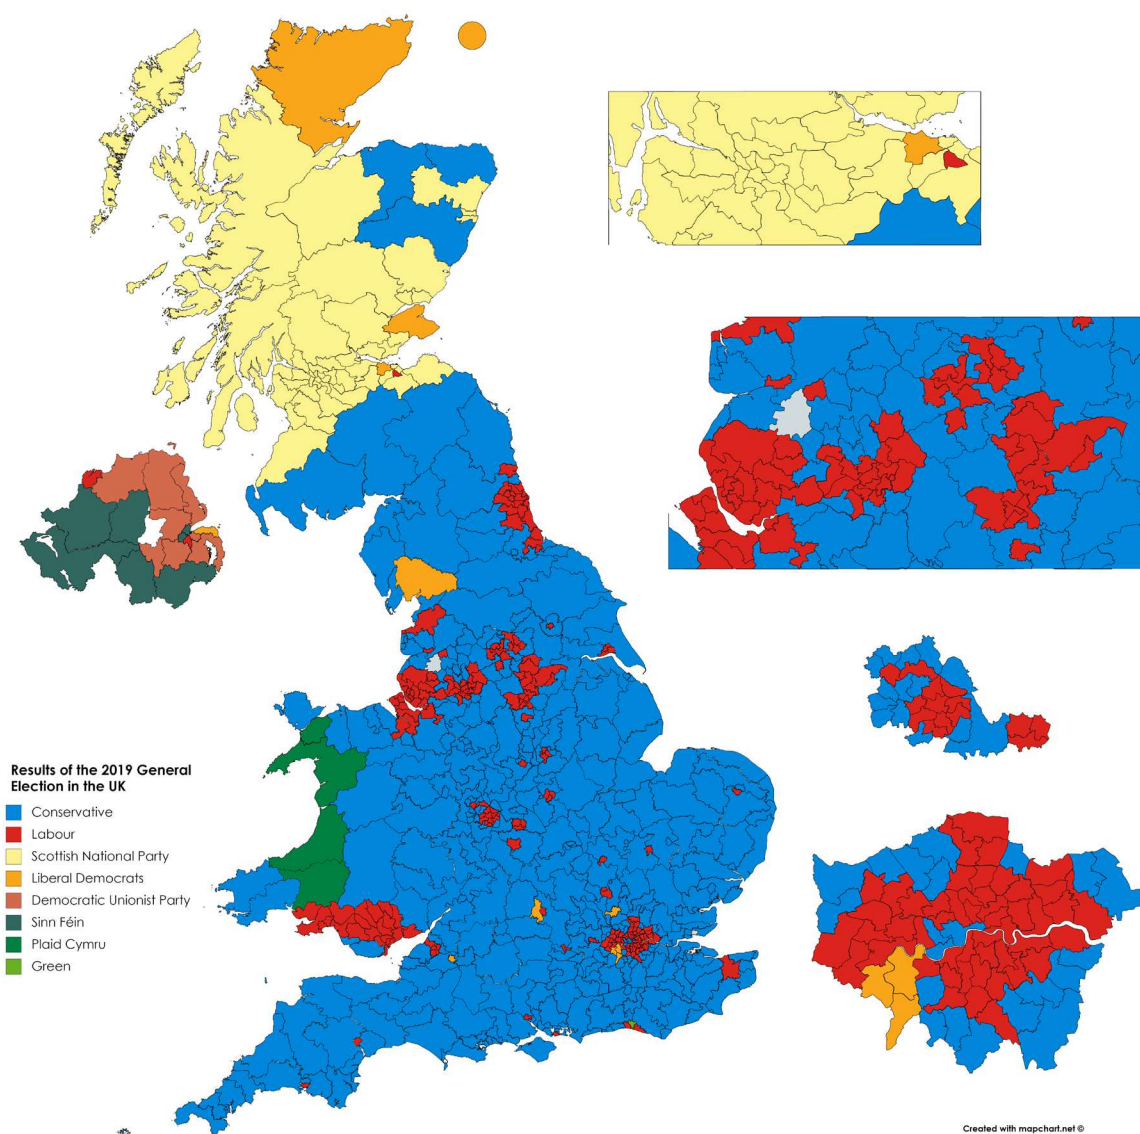 Results of the 2019 General
Election in the UK
Conservative
Labour
Scottish National Party
Liberal Democrats
Democratic Unionist Party
Sinn Féin
Plaid Cymru
Green
Created with mapchart.net ©